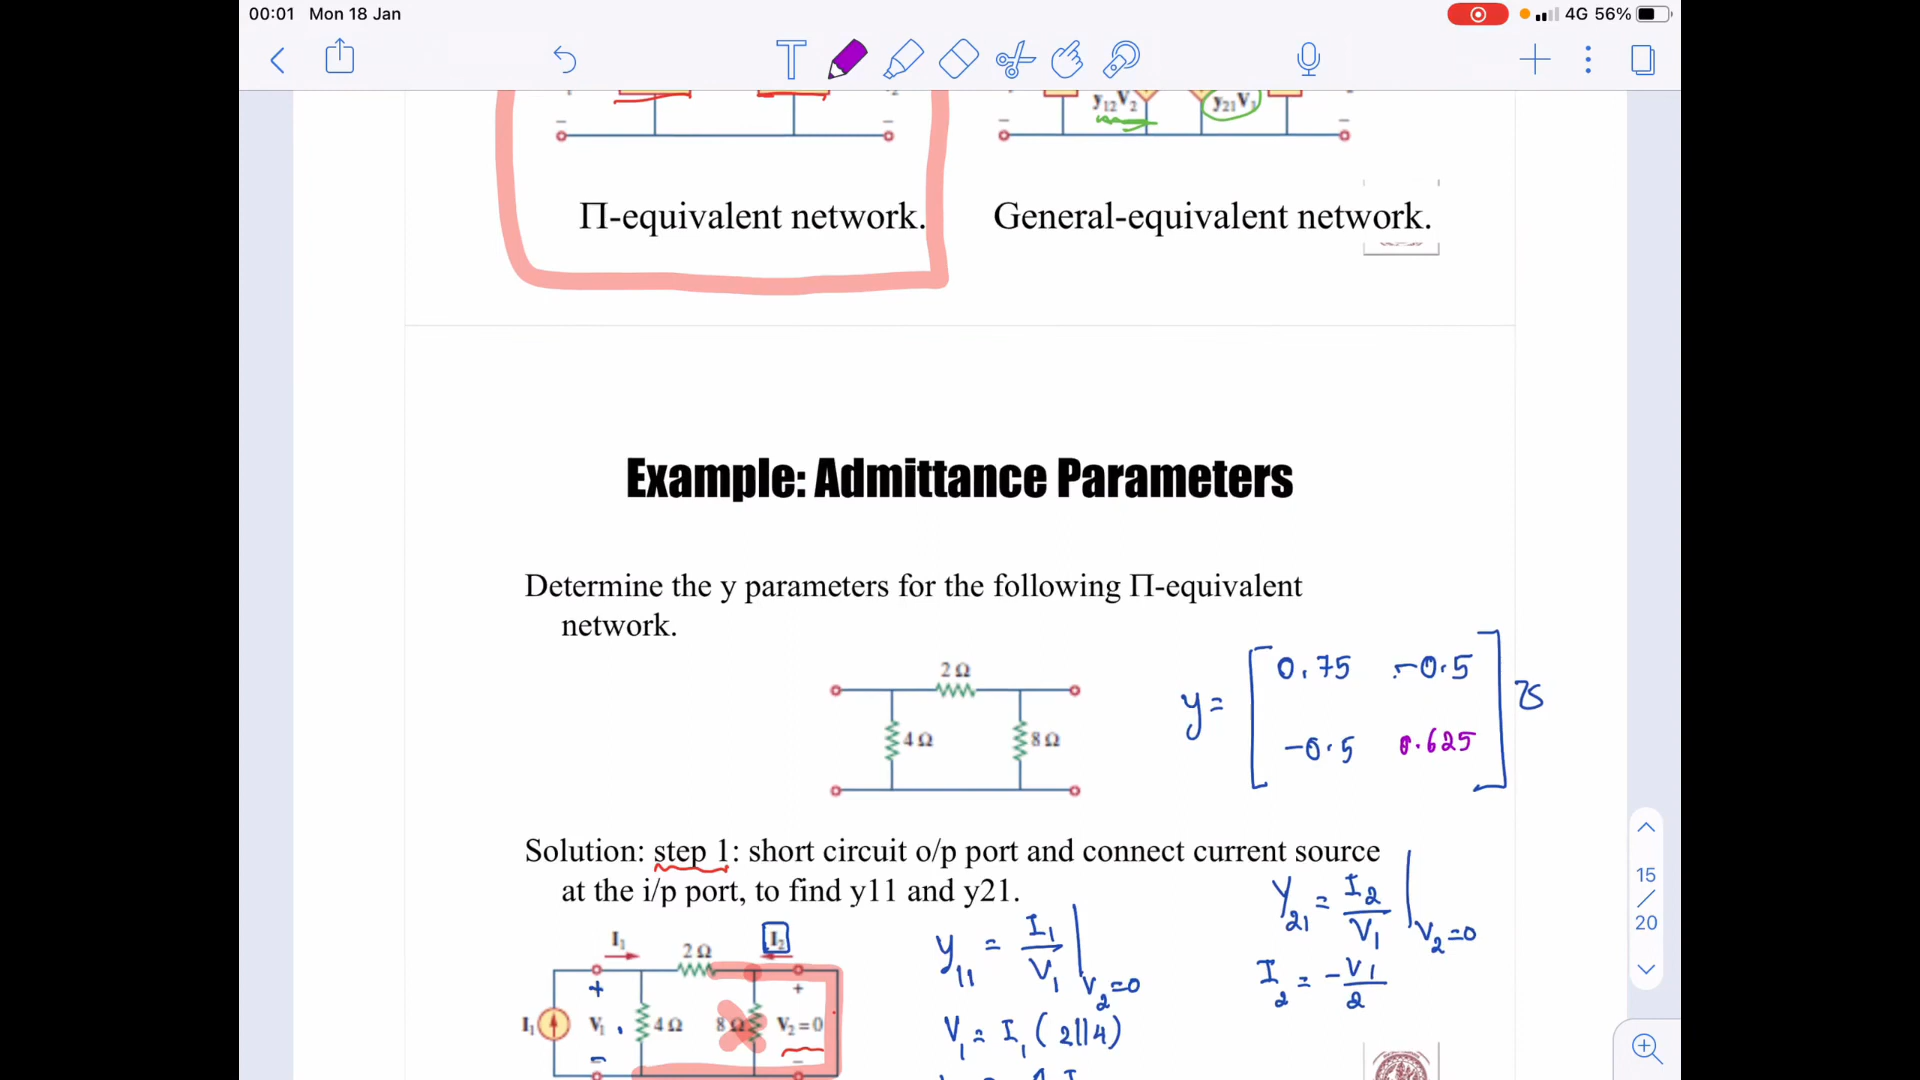 00:01 Mon 18 Jan
4G 56%
y12V2 y21V1
Π-equivalent network.
General-equivalent network.
Example: Admittance Parameters
Determine the y parameters for the following Π-equivalent
network.
2 Ω
4 Ω
8 Ω
y = [ 0.75 -0.5
-0.5 0.625 ]
Solution: step 1: short circuit o/p port and connect current source
at the i/p port, to find y11 and y21.
15
/
20
I1
2 Ω
I2
I1
+
V1
-
4 Ω
8 Ω
+
V2 = 0
-
y11 = I1/V1 | V2=0
V1 = I1 (2||4)
Y21 = I2/V1 | V2=0
I2 = -V1/2